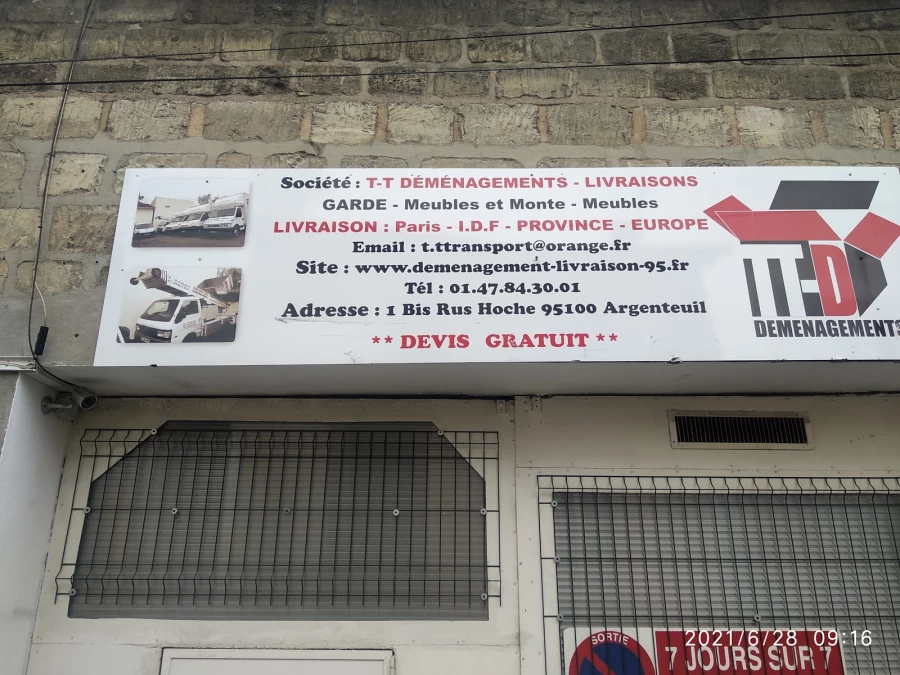 Société : T-T DÉMÉNAGEMENTS - LIVRAISONS
GARDE - Meubles et Monte - Meubles
LIVRAISON : Paris - I.D.F - PROVINCE - EUROPE
Email : t.ttransport@orange.fr
Site : www.demenagement-livraison-95.fr
Tél : 01.47.84.30.01
Adresse : 1 Bis Rus Hoche 95100 Argenteuil
** DEVIS GRATUIT **
TT-D
DEMENAGEMENTS
SORTIE
7 JOURS SUR 7
2021/6/28 09:16